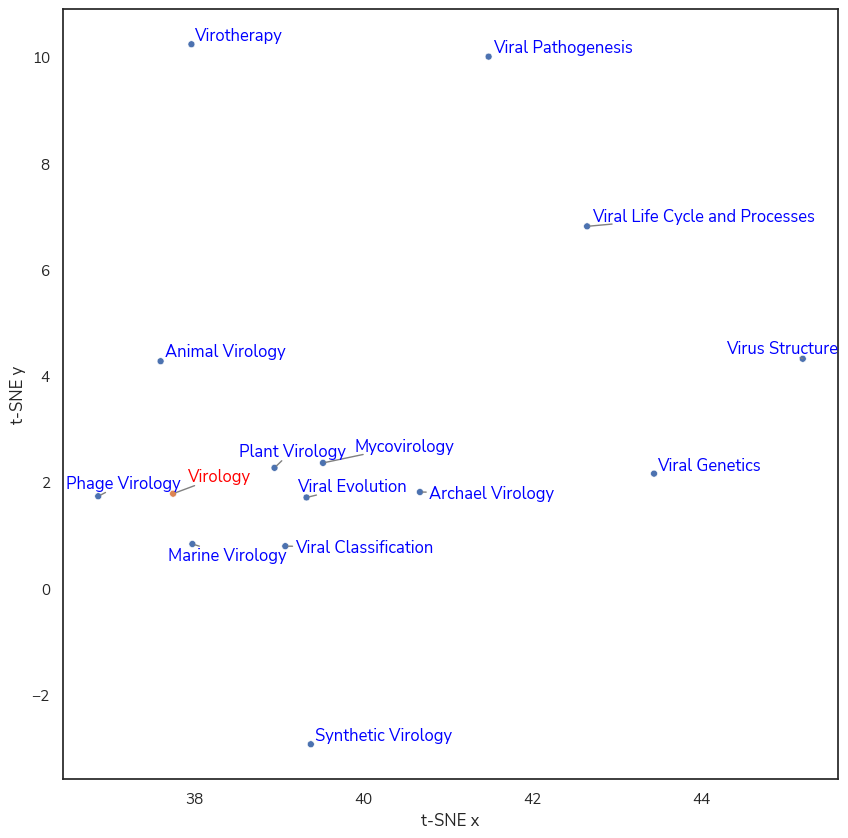 Virotherapy
Viral Pathogenesis
10
8
Viral Life Cycle and Processes
6
Virus Structure
Animal Virology
4
t-SNE y
Mycovirology
Plant Virology
Viral Genetics
Virology
2
Phage Virology
Viral Evolution
Archael Virology
Viral Classification
Marine Virology
0
−2
Synthetic Virology
38
40
42
44
t-SNE x